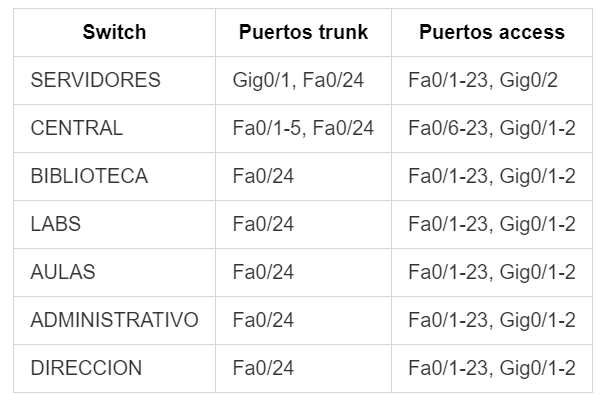 Switch Puertos trunk Puertos access
SERVIDORES Gig0/1, Fa0/24 Fa0/1-23, Gig0/2
CENTRAL Fa0/1-5, Fa0/24 Fa0/6-23, Gig0/1-2
BIBLIOTECA Fa0/24 Fa0/1-23, Gig0/1-2
LABS Fa0/24 Fa0/1-23, Gig0/1-2
AULAS Fa0/24 Fa0/1-23, Gig0/1-2
ADMINISTRATIVO Fa0/24 Fa0/1-23, Gig0/1-2
DIRECCION Fa0/24 Fa0/1-23, Gig0/1-2